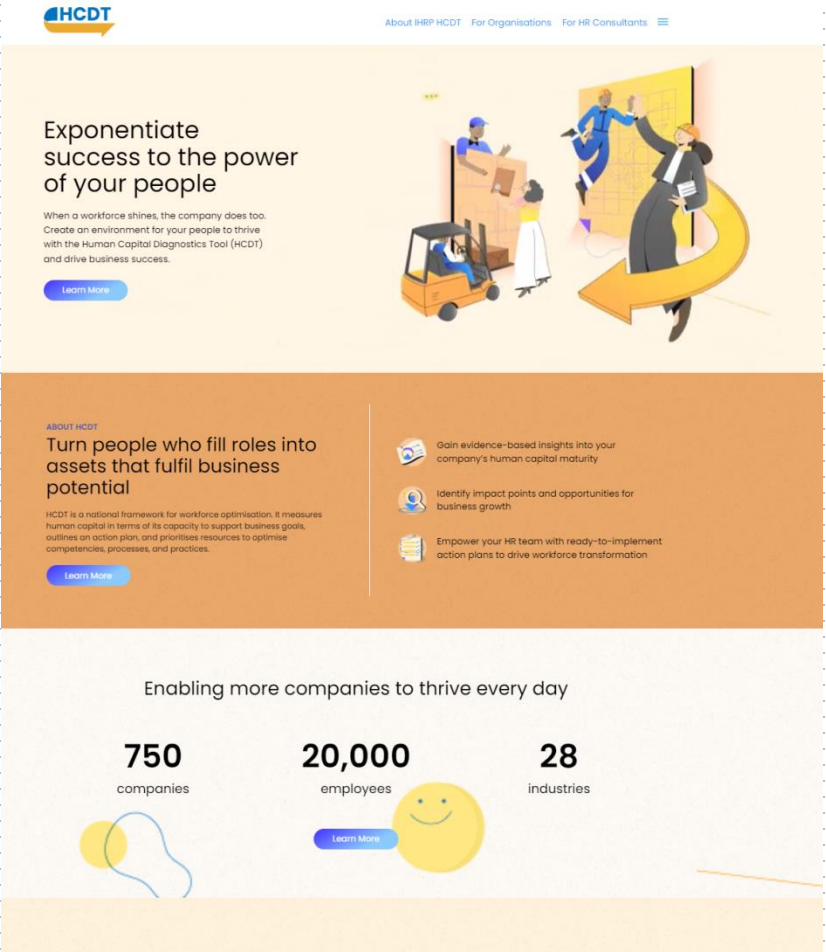 HCDT
About IHRP HCDT For Organisations For HR Consultants
Exponentiate
success to the power
of your people
When a workforce shines, the company does too.
Create an environment for your people to thrive
with the Human Capital Diagnostics Tool (HCDT)
and drive business success.
Learn More
ABOUT HCDT
Turn people who fill roles into
assets that fulfil business
potential
HCDT is a national framework for workforce optimisation. It measures
human capital in terms of its capacity to support business goals,
outlines an action plan, and prioritises resources to optimise
competencies, processes, and practices.
Learn More
Gain evidence-based insights into your
company's human capital maturity
Identify impact points and opportunities for
business growth
Empower your HR team with ready-to-implement
action plans to drive workforce transformation
Enabling more companies to thrive every day
750 20,000 28
companies employees industries
Learn More